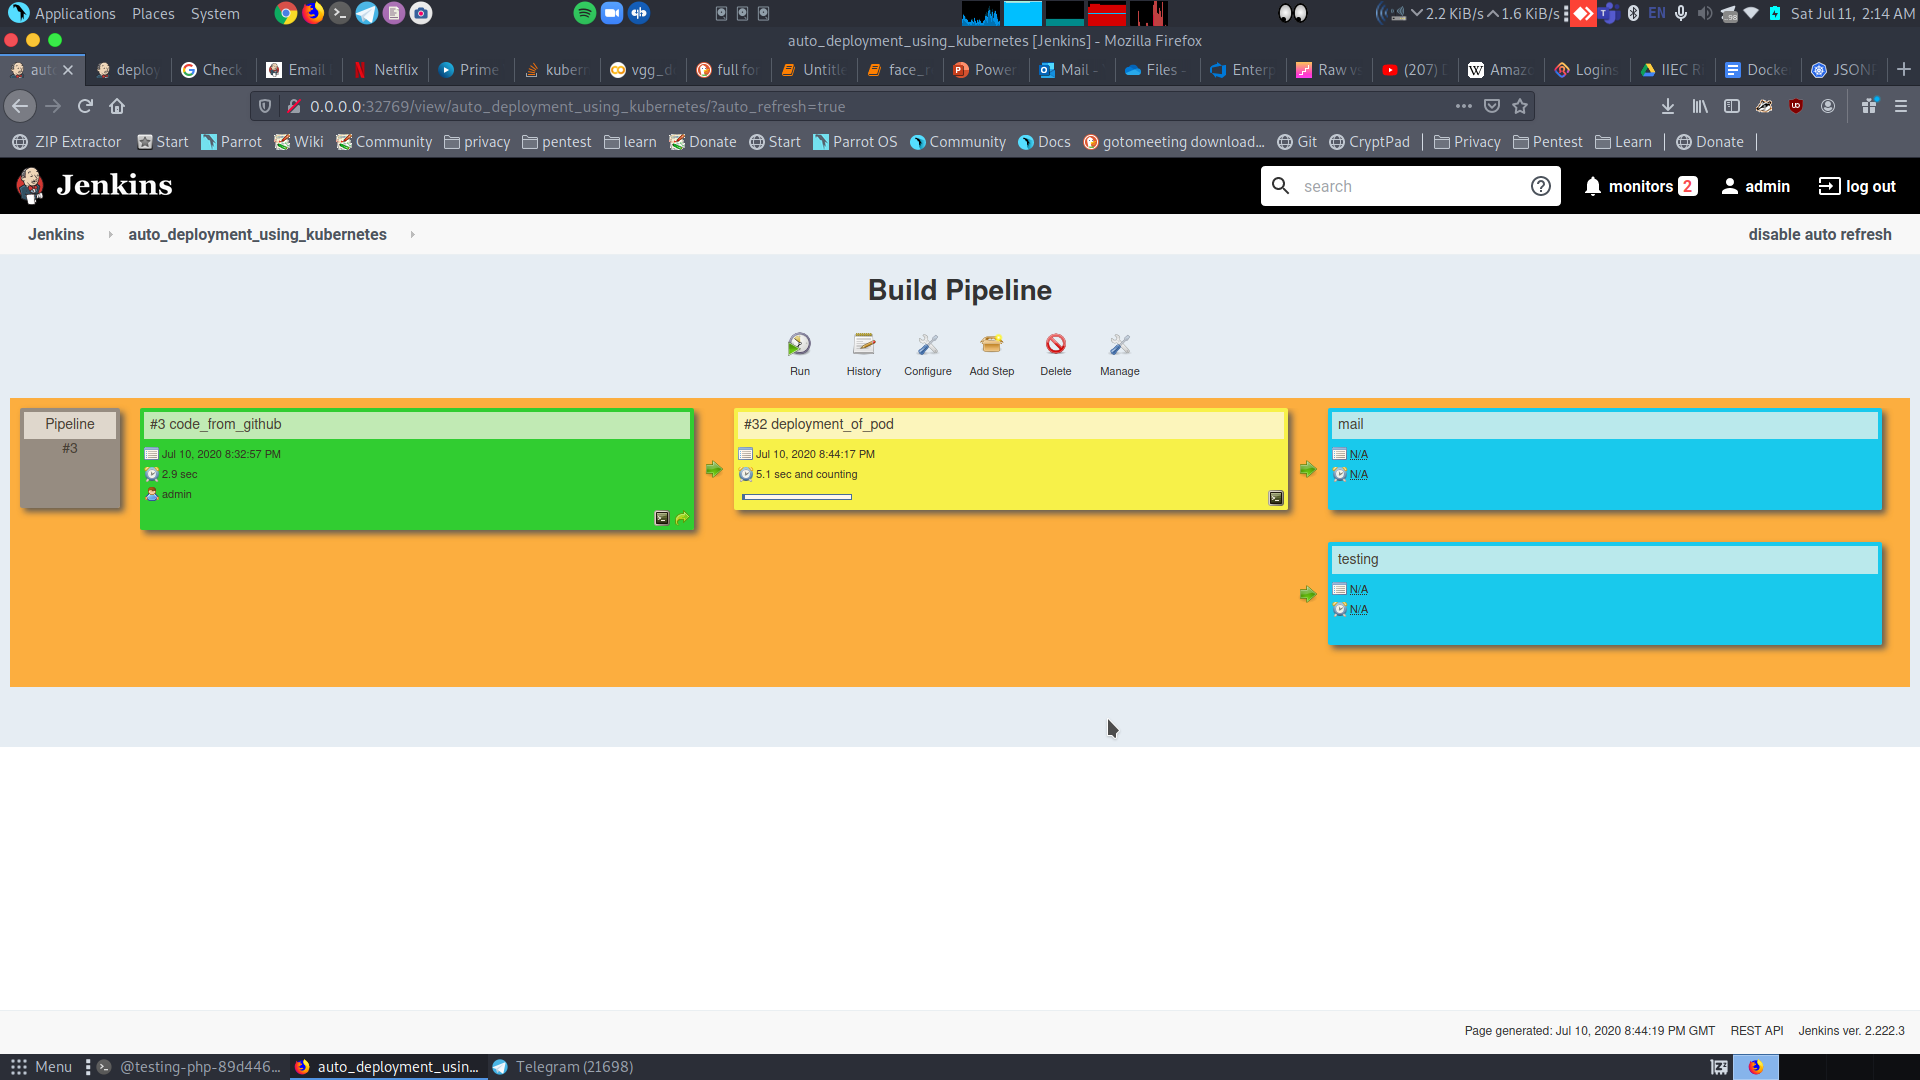 Applications Places System
2.2 KiB/s 1.6 KiB/s EN Sat Jul 11, 2:14 AM
auto_deployment_using_kubernetes [Jenkins] - Mozilla Firefox
aut deploy Check Email Netflix Prime kubern vgg_d full for Untitle face_r Power Mail - Files - Enterp Raw vs (207) Amazo Logins IIEC R Docke JSON
0.0.0.0:32769/view/auto_deployment_using_kubernetes/?auto_refresh=true
ZIP Extractor Start Parrot Wiki Community privacy pentest learn Donate Start Parrot OS Community Docs gotomeeting download... Git CryptPad Privacy Pentest Learn Donate
Jenkins search monitors 2 admin log out
Jenkins auto_deployment_using_kubernetes disable auto refresh
Build Pipeline
Run History Configure Add Step Delete Manage
Pipeline
#3
#3 code_from_github
Jul 10, 2020 8:32:57 PM
2.9 sec
admin
#32 deployment_of_pod
Jul 10, 2020 8:44:17 PM
5.1 sec and counting
mail
N/A
N/A
testing
N/A
N/A
Page generated: Jul 10, 2020 8:44:19 PM GMT REST API Jenkins ver. 2.222.3
Menu @testing-php-89d446... auto_deployment_usin... Telegram (21698)